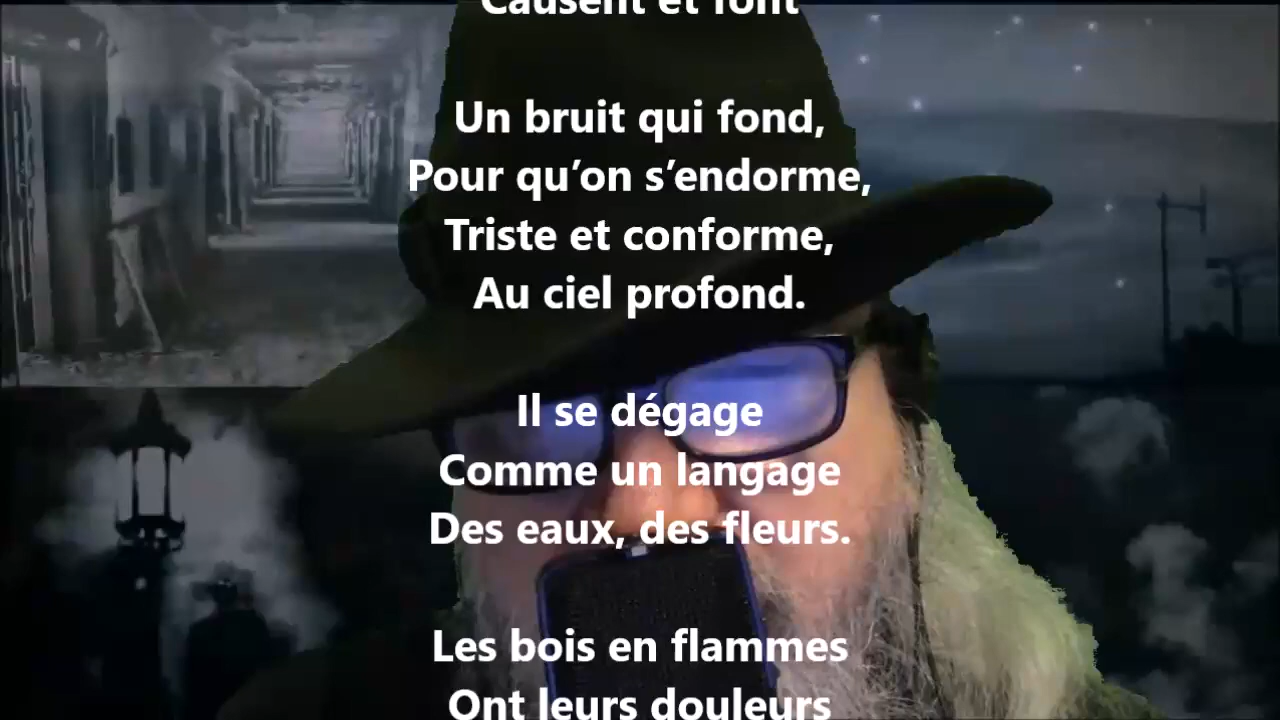 Causent et font
Un bruit qui fond,
Pour qu’on s’endorme,
Triste et conforme,
Au ciel profond.
Il se dégage
Comme un langage
Des eaux, des fleurs.
Les bois en flammes
Ont leurs douleurs